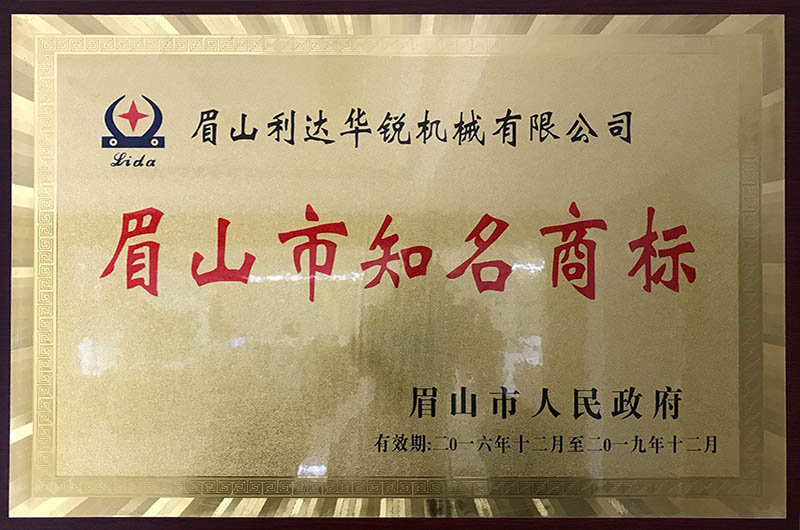 眉山利达华锐机械有限公司
Lida
眉山市知名商标
眉山市人民政府
有效期:二〇一六年十二月至二〇一九年十二月